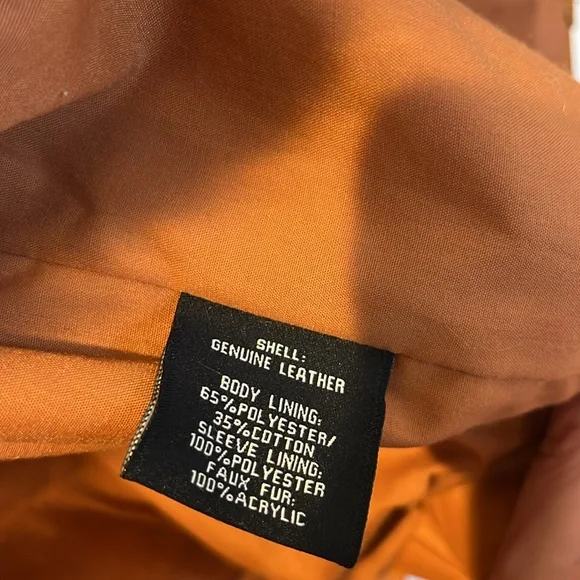 SHELL:
GENUINE LEATHER
BODY LINING:
65%POLYESTER/
35%COTTON
SLEEVE LINING:
100%POLYESTER
FAUX FUR:
100%ACRYLIC